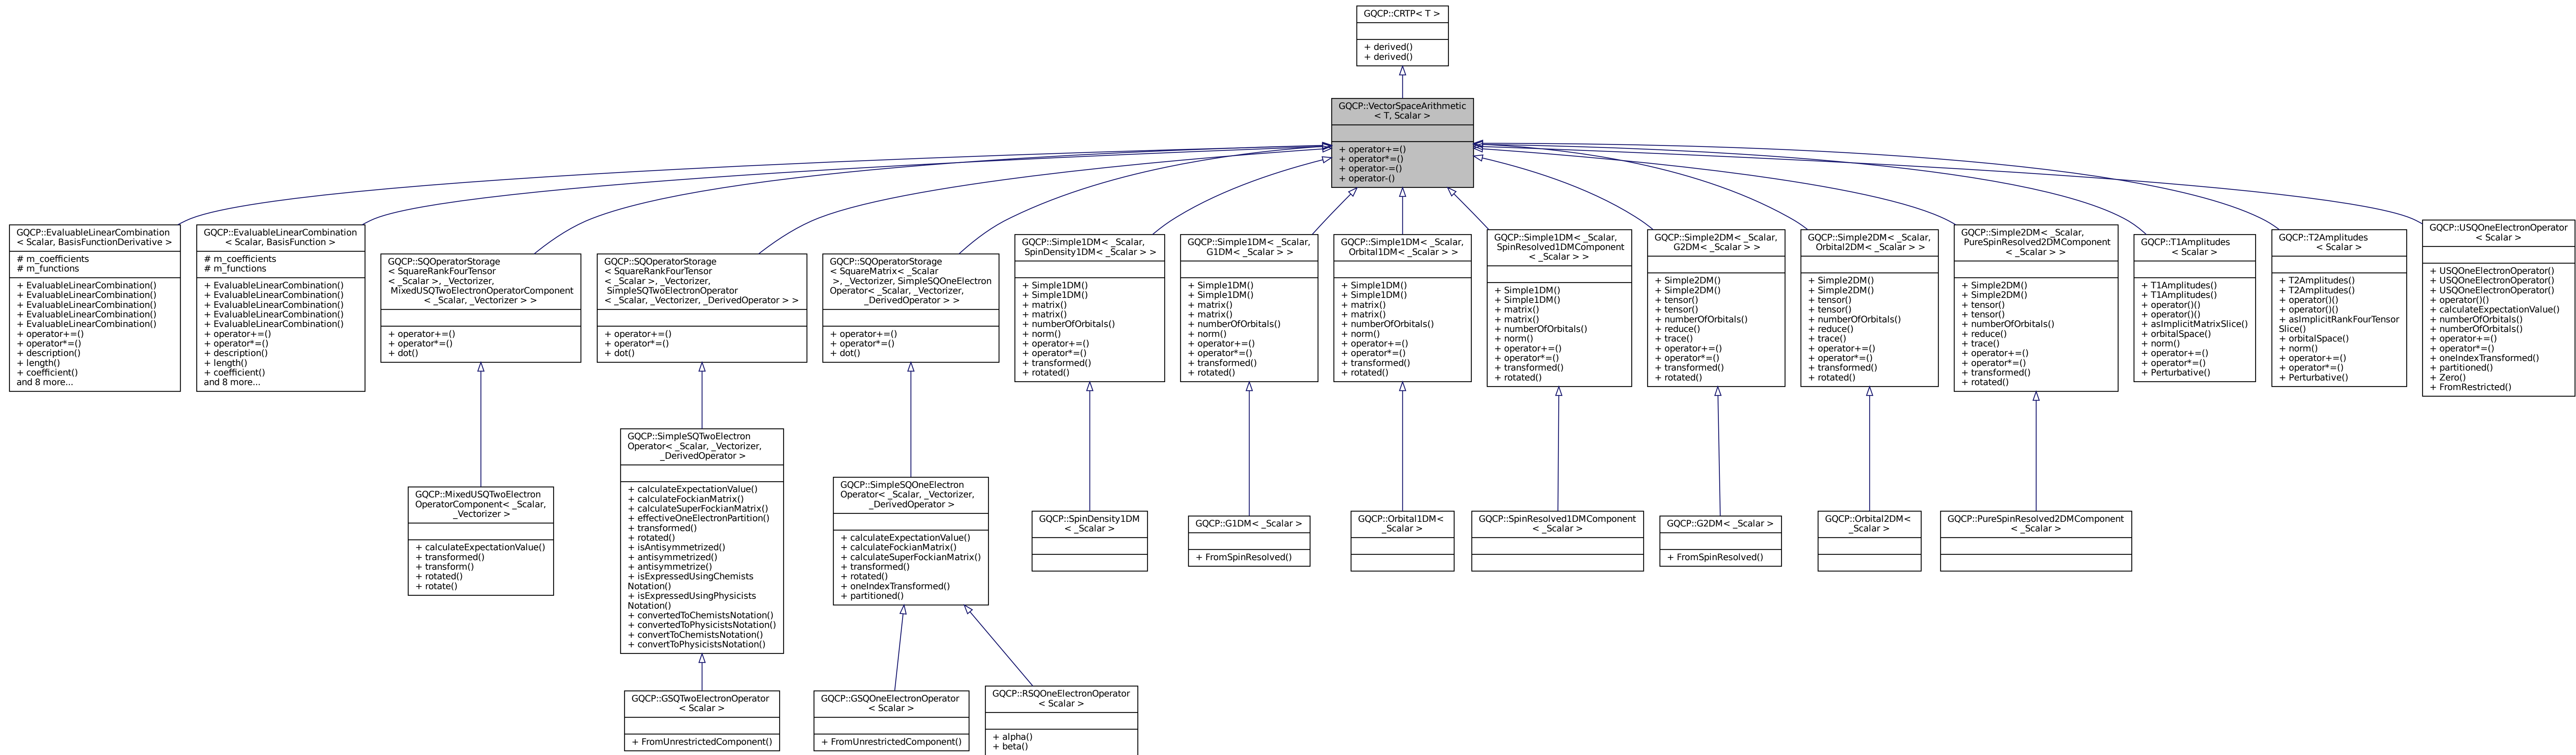 GQCP::CRTP< T >
+ derived()
+ derived()
GQCP::VectorSpaceArithmetic
< T, Scalar >
+ operator+=()
+ operator*=()
+ operator-=()
+ operator-()
GQCP::EvaluableLinearCombination
< Scalar, BasisFunctionDerivative >
# m_coefficients
# m_functions
+ EvaluableLinearCombination()
+ EvaluableLinearCombination()
+ EvaluableLinearCombination()
+ EvaluableLinearCombination()
+ EvaluableLinearCombination()
+ operator+=()
+ operator*=()
+ description()
+ length()
+ coefficient()
and 8 more...
GQCP::EvaluableLinearCombination
< Scalar, BasisFunction >
# m_coefficients
# m_functions
+ EvaluableLinearCombination()
+ EvaluableLinearCombination()
+ EvaluableLinearCombination()
+ EvaluableLinearCombination()
+ EvaluableLinearCombination()
+ operator+=()
+ operator*=()
+ description()
+ length()
+ coefficient()
and 8 more...
GQCP::SQOperatorStorage
< SquareRankFourTensor
< _Scalar >, _Vectorizer,
MixedUSQTwoElectronOperatorComponent
< _Scalar, _Vectorizer > >
+ operator+=()
+ operator*=()
+ dot()
GQCP::SQOperatorStorage
< SquareRankFourTensor
< _Scalar >, _Vectorizer,
SimpleSQTwoElectronOperator
< _Scalar, _Vectorizer, _DerivedOperator > >
+ operator+=()
+ operator*=()
+ dot()
GQCP::SQOperatorStorage
< SquareMatrix< _Scalar
>, _Vectorizer, SimpleSQOneElectron
Operator< _Scalar, _Vectorizer,
_DerivedOperator > >
+ operator+=()
+ operator*=()
+ dot()
GQCP::Simple1DM< _Scalar,
SpinDensity1DM< _Scalar > >
+ Simple1DM()
+ Simple1DM()
+ matrix()
+ matrix()
+ numberOfOrbitals()
+ norm()
+ operator+=()
+ operator*=()
+ transformed()
+ rotated()
GQCP::Simple1DM< _Scalar,
G1DM< _Scalar > >
+ Simple1DM()
+ Simple1DM()
+ matrix()
+ matrix()
+ numberOfOrbitals()
+ norm()
+ operator+=()
+ operator*=()
+ transformed()
+ rotated()
GQCP::Simple1DM< _Scalar,
Orbital1DM< _Scalar > >
+ Simple1DM()
+ Simple1DM()
+ matrix()
+ matrix()
+ numberOfOrbitals()
+ norm()
+ operator+=()
+ operator*=()
+ transformed()
+ rotated()
GQCP::Simple1DM< _Scalar,
SpinResolved1DMComponent
< _Scalar > >
+ Simple1DM()
+ Simple1DM()
+ matrix()
+ matrix()
+ numberOfOrbitals()
+ norm()
+ operator+=()
+ operator*=()
+ transformed()
+ rotated()
GQCP::Simple2DM< _Scalar,
G2DM< _Scalar > >
+ Simple2DM()
+ Simple2DM()
+ tensor()
+ tensor()
+ numberOfOrbitals()
+ reduce()
+ trace()
+ operator+=()
+ operator*=()
+ transformed()
+ rotated()
GQCP::Simple2DM< _Scalar,
Orbital2DM< _Scalar > >
+ Simple2DM()
+ Simple2DM()
+ tensor()
+ tensor()
+ numberOfOrbitals()
+ reduce()
+ trace()
+ operator+=()
+ operator*=()
+ transformed()
+ rotated()
GQCP::Simple2DM< _Scalar,
PureSpinResolved2DMComponent
< _Scalar > >
+ Simple2DM()
+ Simple2DM()
+ tensor()
+ tensor()
+ numberOfOrbitals()
+ reduce()
+ trace()
+ operator+=()
+ operator*=()
+ transformed()
+ rotated()
GQCP::T1Amplitudes
< Scalar >
+ T1Amplitudes()
+ T1Amplitudes()
+ operator()()
+ operator()()
+ asImplicitMatrixSlice()
+ orbitalSpace()
+ norm()
+ operator+=()
+ operator*=()
+ Perturbative()
GQCP::T2Amplitudes
< Scalar >
+ T2Amplitudes()
+ T2Amplitudes()
+ operator()()
+ operator()()
+ asImplicitRankFourTensor
Slice()
+ orbitalSpace()
+ norm()
+ operator+=()
+ operator*=()
+ Perturbative()
GQCP::USQOneElectronOperator
< Scalar >
+ USQOneElectronOperator()
+ USQOneElectronOperator()
+ USQOneElectronOperator()
+ operator()()
+ calculateExpectationValue()
+ numberOfOrbitals()
+ numberOfOrbitals()
+ operator+=()
+ operator*=()
+ oneIndexTransformed()
+ partitioned()
+ Zero()
+ FromRestricted()
GQCP::MixedUSQTwoElectron
OperatorComponent< _Scalar,
_Vectorizer >
+ calculateExpectationValue()
+ transformed()
+ transform()
+ rotated()
+ rotate()
GQCP::SimpleSQTwoElectron
Operator< _Scalar, _Vectorizer,
_DerivedOperator >
+ calculateExpectationValue()
+ calculateFockianMatrix()
+ calculateSuperFockianMatrix()
+ effectiveOneElectronPartition()
+ transformed()
+ rotated()
+ isAntisymmetrized()
+ antisymmetrized()
+ antisymmetrize()
+ isExpressedUsingChemists
Notation()
+ isExpressedUsingPhysicists
Notation()
+ convertedToChemistsNotation()
+ convertedToPhysicistsNotation()
+ convertToChemistsNotation()
+ convertToPhysicistsNotation()
GQCP::SimpleSQOneElectron
Operator< _Scalar, _Vectorizer,
_DerivedOperator >
+ calculateExpectationValue()
+ calculateFockianMatrix()
+ calculateSuperFockianMatrix()
+ transformed()
+ rotated()
+ oneIndexTransformed()
+ partitioned()
GQCP::SpinDensity1DM
< _Scalar >
GQCP::G1DM< _Scalar >
+ FromSpinResolved()
GQCP::Orbital1DM<
_Scalar >
GQCP::SpinResolved1DMComponent
< _Scalar >
GQCP::G2DM< _Scalar >
+ FromSpinResolved()
GQCP::Orbital2DM<
_Scalar >
GQCP::PureSpinResolved2DMComponent
< _Scalar >
GQCP::GSQTwoElectronOperator
< Scalar >
+ FromUnrestrictedComponent()
GQCP::GSQOneElectronOperator
< Scalar >
+ FromUnrestrictedComponent()
GQCP::RSQOneElectronOperator
< Scalar >
+ alpha()
+ beta()